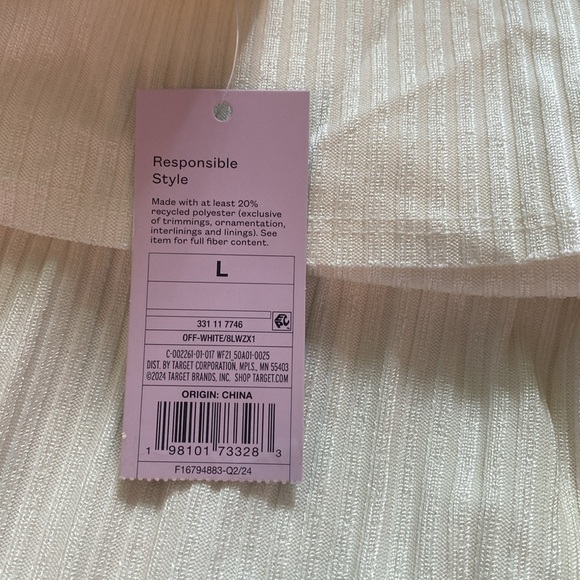 Responsible
Style
Made with at least 20%
recycled polyester (exclusive
of trimmings, ornamentation,
interlinings and linings). See
item for full fiber content.
L
331 11 7746
OFF-WHITE/8LWZX1
C-002261-01-017 WF21_50A01-0025
DIST. BY TARGET CORPORATION, MPLS., MN 55403
©2024 TARGET BRANDS, INC. SHOP TARGET.COM
ORIGIN: CHINA
1 98101 73328 3
F16794883-Q2/24